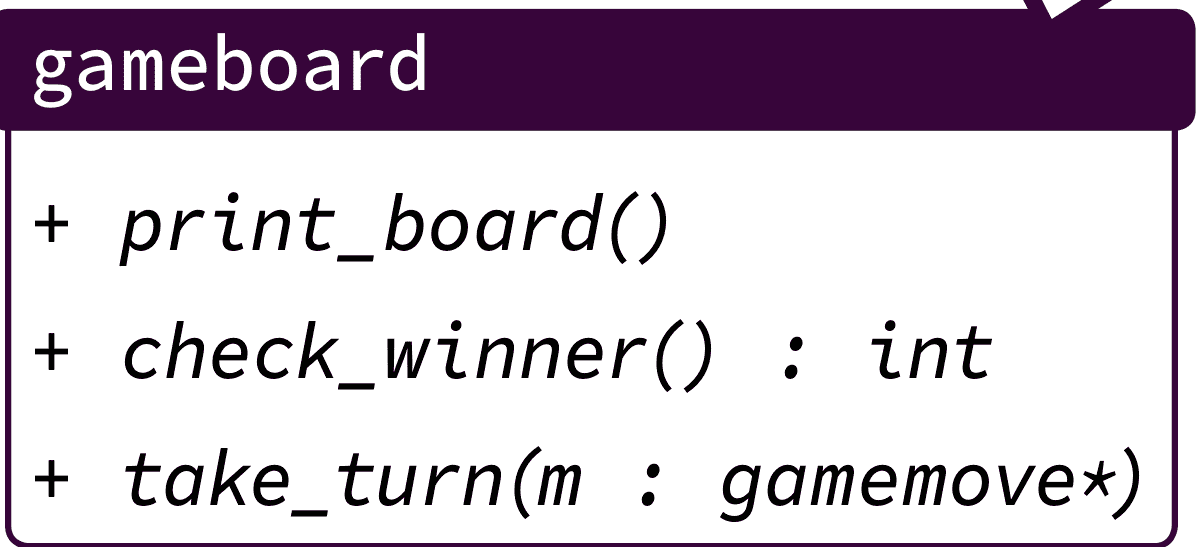 gameboard
+ print_board()
+ check_winner() : int
+ take_turn(m : gamemove*)